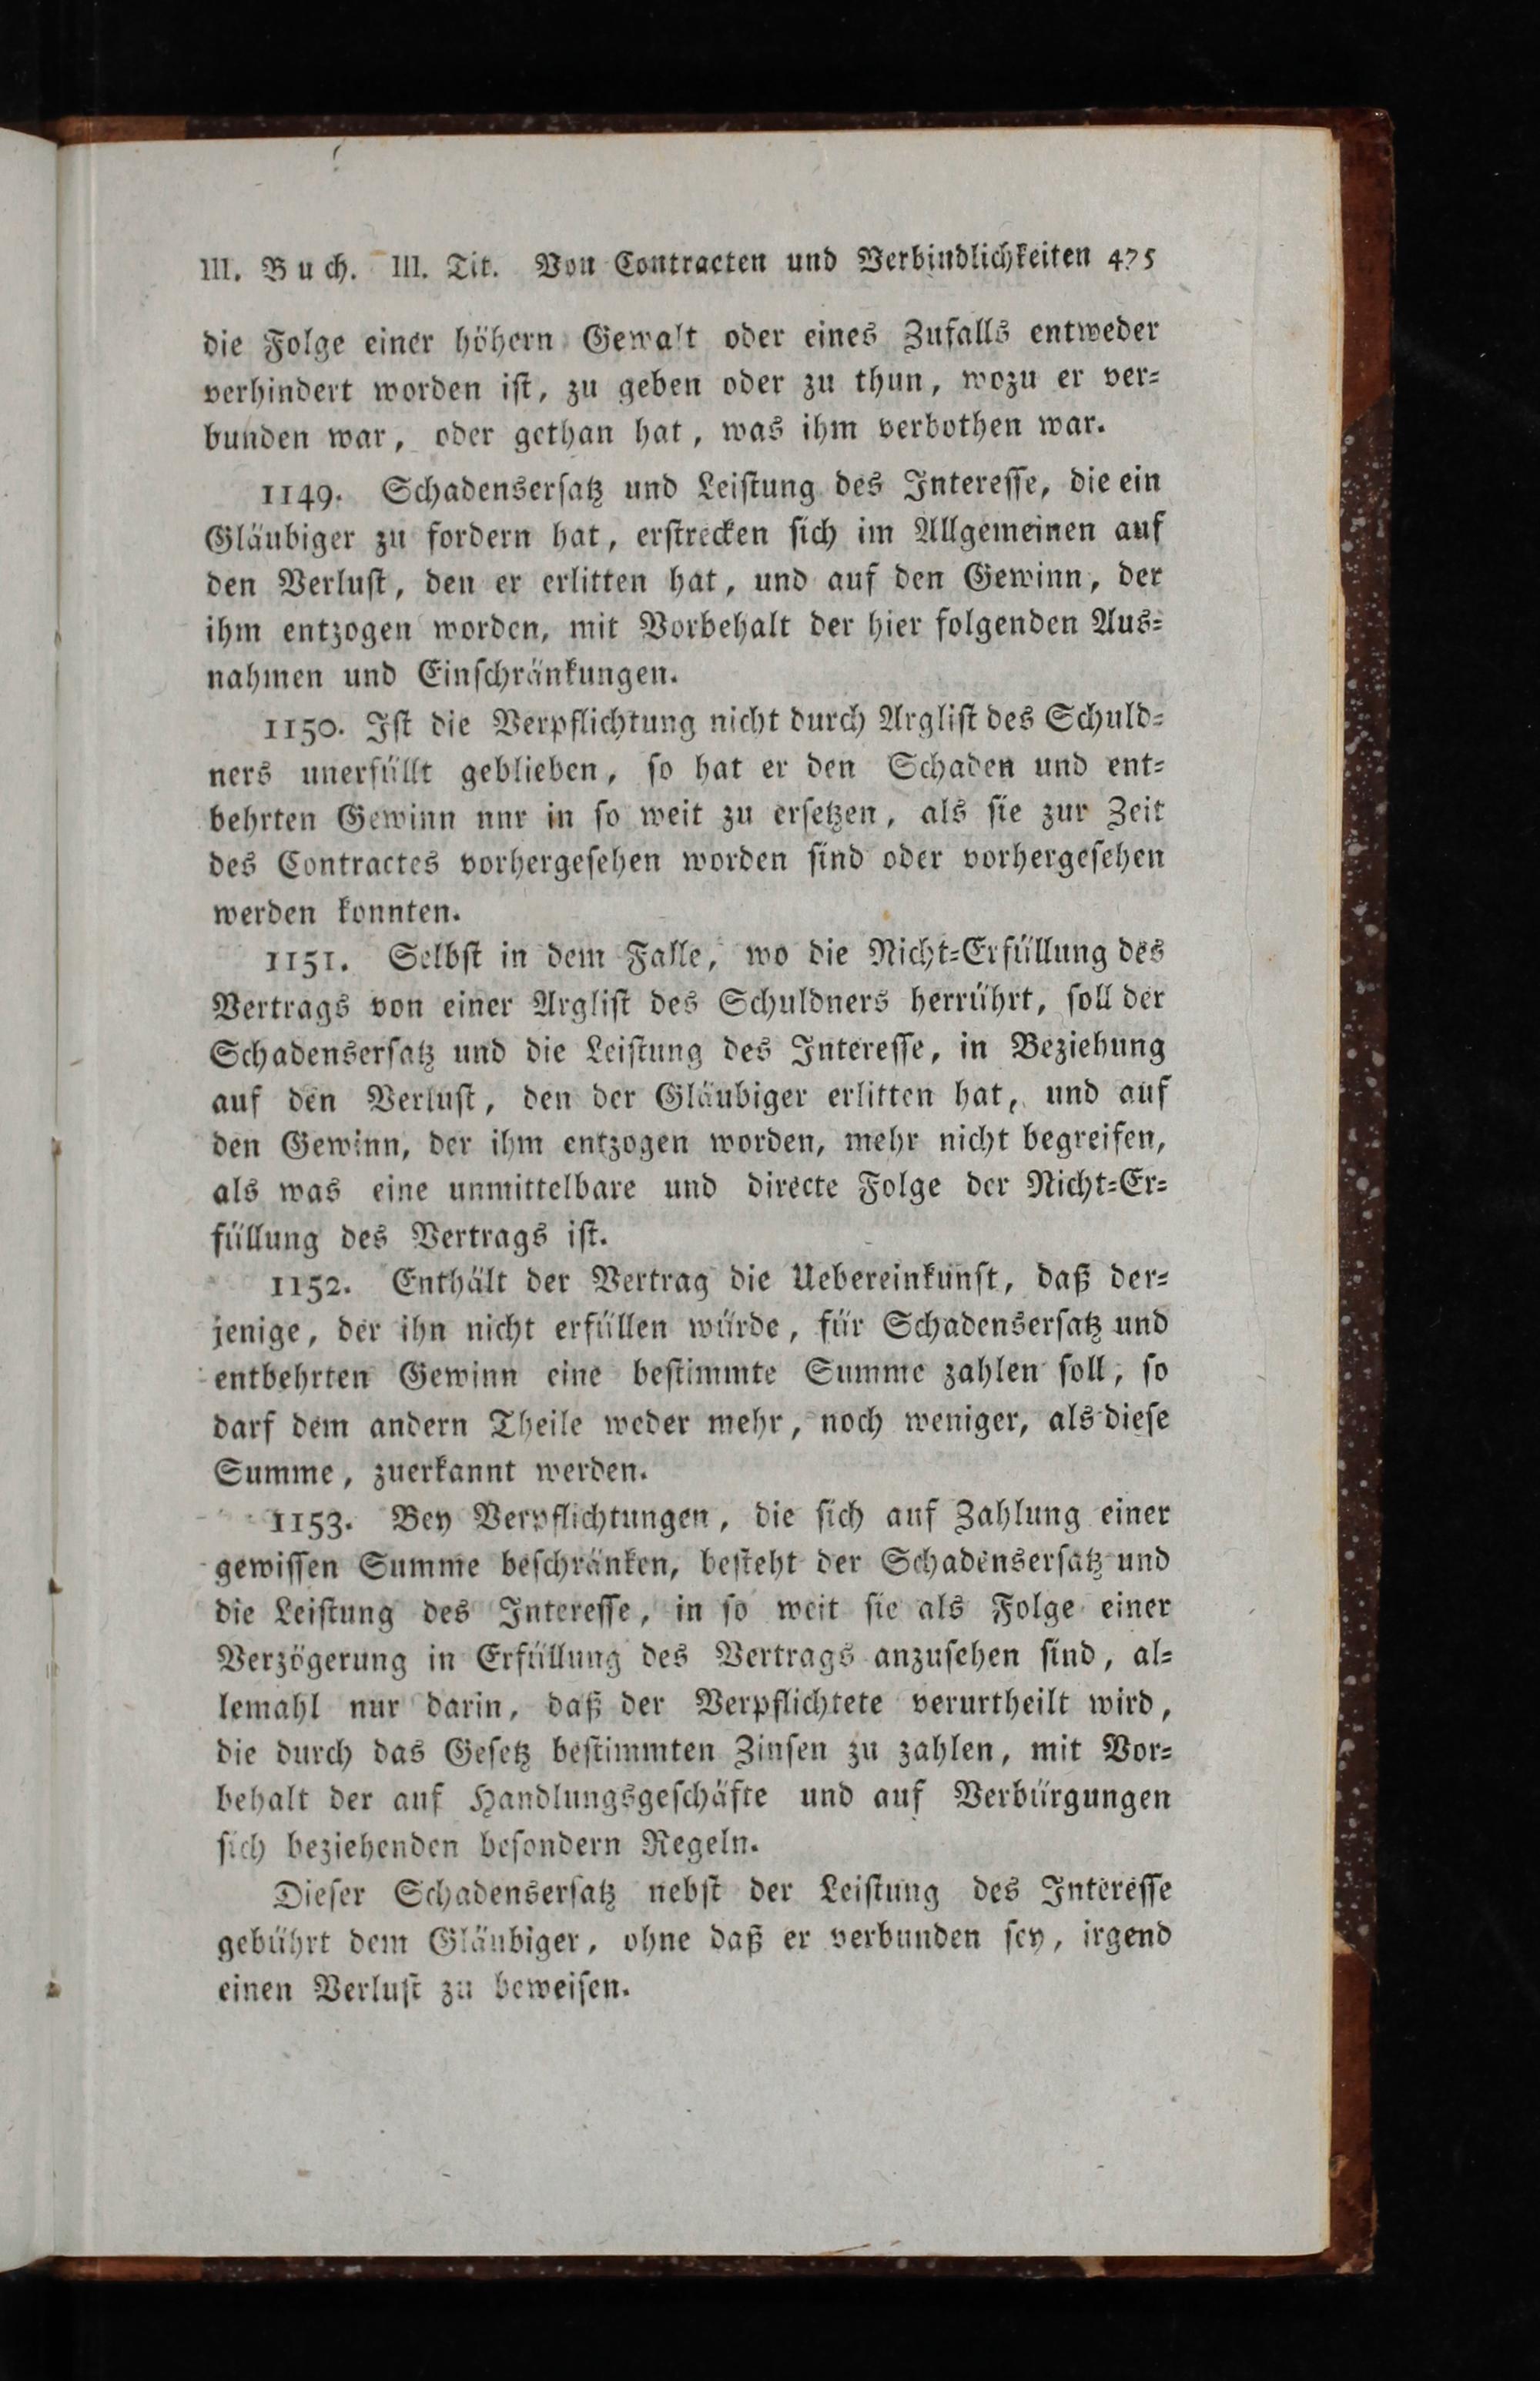 III. Buch. III. Tit. Von Contracten und Verbindlichkeiten 475
die Folge einer höhern Gewalt oder eines Zufalls entweder
verhindert worden iſt, zu geben oder zu thun, wozu er ver⸗
bunden war, oder gethan hat, was ihm verbothen war.
1149. Schadenserſatz und Leiſtung des Intereſſe, die ein
Gläubiger zu fordern hat, erſtrecken ſich im Allgemeinen auf
den Verluſt, den er erlitten hat, und auf den Gewinn, der
ihm entzogen worden, mit Vorbehalt der hier folgenden Aus⸗
nahmen und Einſchränkungen.
1150. Iſt die Verpflichtung nicht durch Argliſt des Schuld⸗
ners unerfüllt geblieben, ſo hat er den Schaden und ent⸗
behrten Gewinn nur in ſo weit zu erſetzen, als ſie zur Zeit
des Contractes vorhergeſehen worden ſind oder vorhergeſehen
werden konnten.
1151. Selbſt in dem Falle, wo die Nicht⸗Erfüllung des
Vertrags von einer Argliſt des Schuldners herrührt, ſoll der
Schadenserſatz und die Leiſtung des Intereſſe, in Beziehung
auf den Verluſt, den der Gläubiger erlitten hat, und auf
den Gewinn, der ihm entzogen worden, mehr nicht begreifen,
als was eine unmittelbare und directe Folge der Nicht⸗Er⸗
füllung des Vertrags iſt.
1152. Enthält der Vertrag die Uebereinkunft, daß der⸗
jenige, der ihn nicht erfüllen würde, für Schadenserſatz und
entbehrten Gewinn eine beſtimmte Summe zahlen ſoll, ſo
darf dem andern Theile weder mehr, noch weniger, als dieſe
Summe, zuerkannt werden.
1153. Bey Verpflichtungen, die ſich auf Zahlung einer
gewiſſen Summe beſchränken, beſteht der Schadenserſatz und
die Leiſtung des Intereſſe, in ſo weit ſie als Folge einer
Verzögerung in Erfüllung des Vertrags anzuſehen ſind, al⸗
lemahl nur darin, daß der Verpflichtete verurtheilt wird,
die durch das Geſetz beſtimmten Zinſen zu zahlen, mit Vor⸗
behalt der auf Handlungsgeſchäfte und auf Verbürgungen
ſich beziehenden beſondern Regeln.
Dieſer Schadenserſatz nebſt der Leiſtung des Intereſſe
gebührt dem Gläubiger, ohne daß er verbunden ſey, irgend
einen Verluſt zu beweiſen.